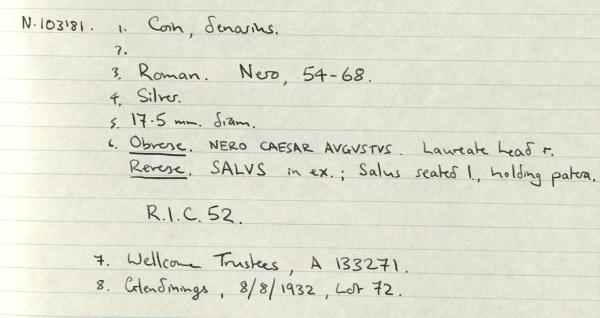 N.103181. 1. Coin, denarius.
2.
3. Roman. Nero, 54-68.
4. Silver.
5. 17.5 mm. diam.
6. Obverse. NERO CAESAR AVGVSTVS. Laureate head r.
Reverse. SALVS in ex.; Salus seated l., holding patera.
R.I.C. 52.
7. Wellcome Trustees, A 133271.
8. Glendinings, 8/8/1932, Lot 72.